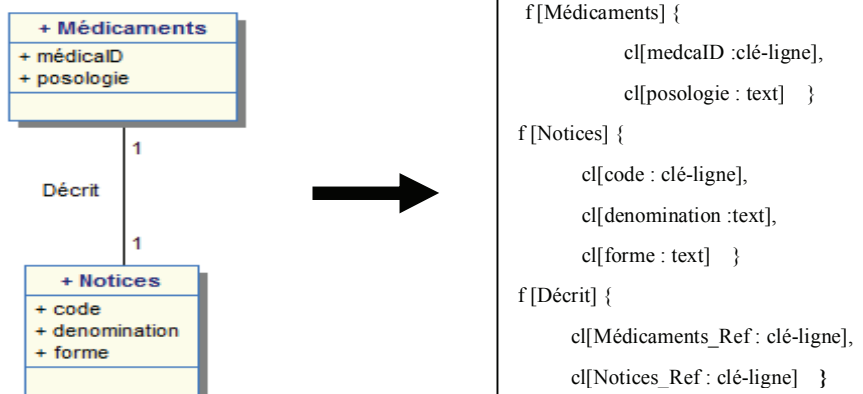 + Médicaments
+ médicalD
+ posologie
1
Décrit
1
+ Notices
+ code
+ denomination
+ forme
f [Médicaments] {
cl[medcaID :clé-ligne],
cl[posologie : text] }
f [Notices] {
cl[code : clé-ligne],
cl[denomination :text],
cl[forme : text] }
f [Décrit] {
cl[Médicaments_Ref : clé-ligne],
cl[Notices_Ref : clé-ligne] }